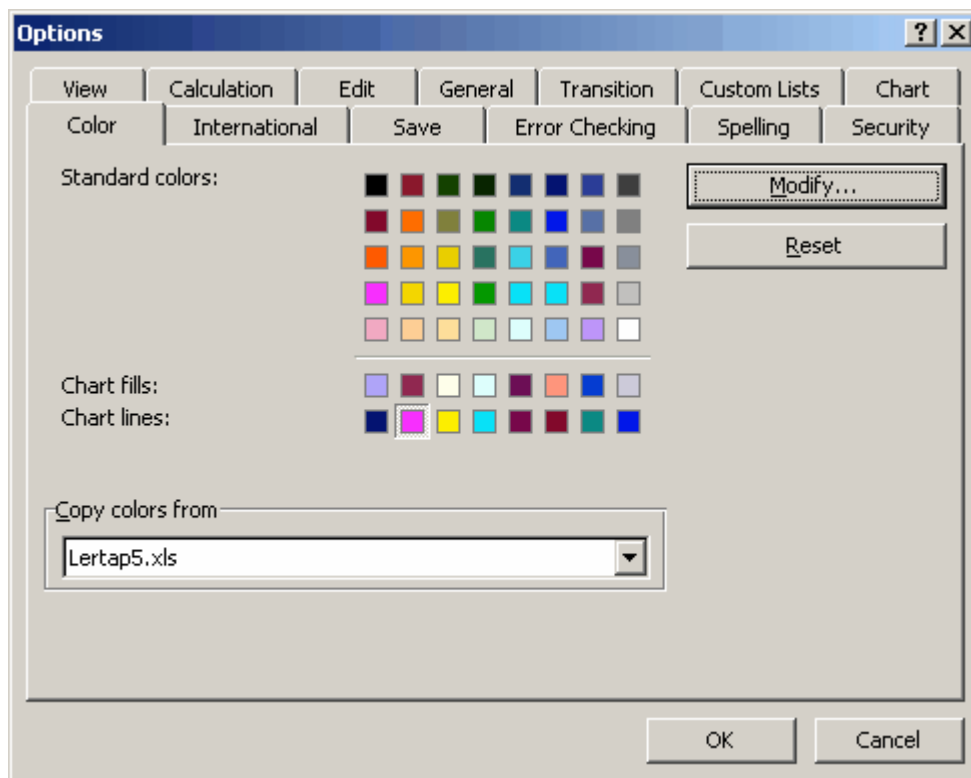 Options
View Calculation Edit General Transition Custom Lists Chart
Color International Save Error Checking Spelling Security
Standard colors:
Modify...
Reset
Chart fills:
Chart lines:
Copy colors from
Lertap5.xls
OK Cancel